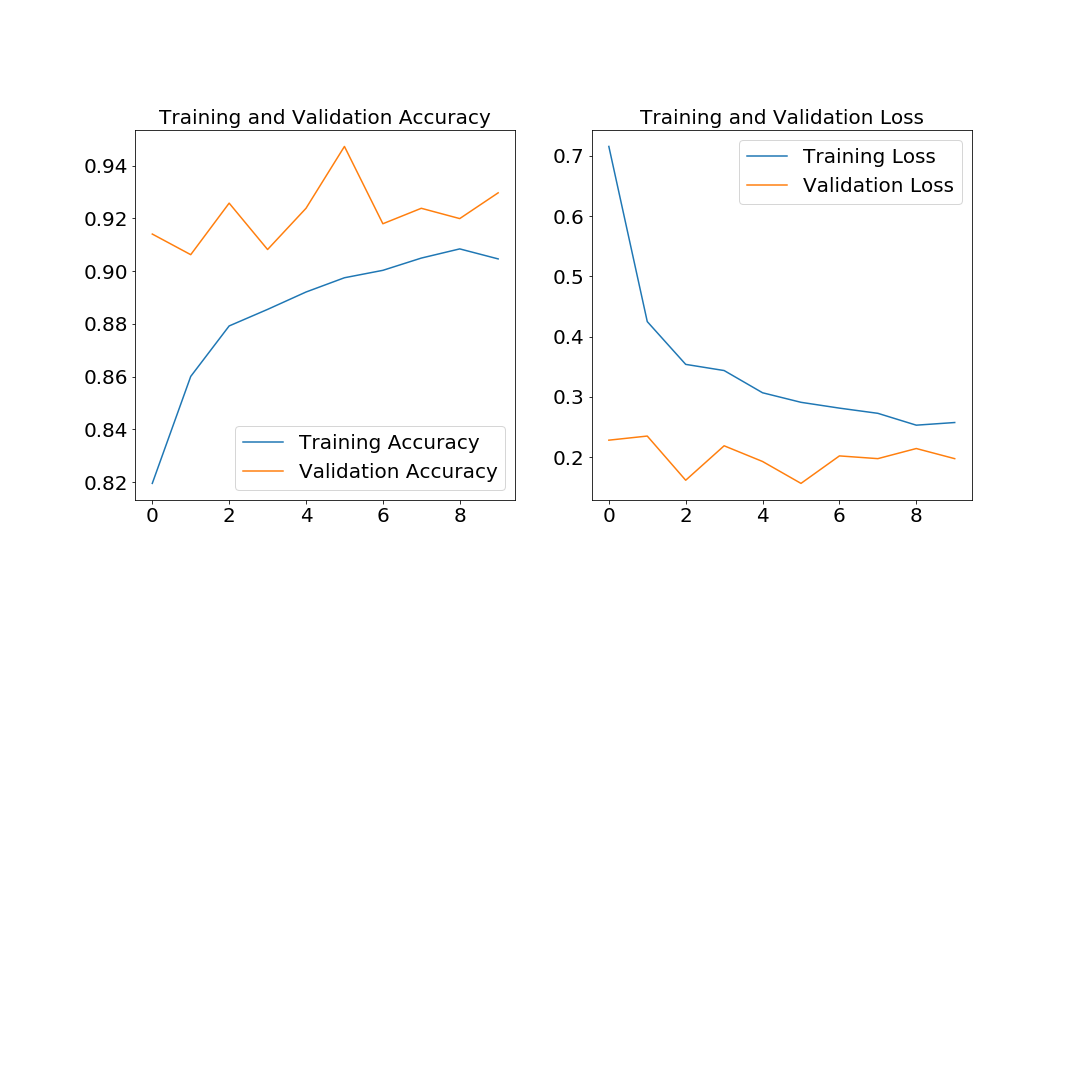 Training and Validation Accuracy
0.94
0.92
0.90
0.88
0.86
0.84
0.82
0 2 4 6 8
Training Accuracy
Validation Accuracy
Training and Validation Loss
0.7
0.6
0.5
0.4
0.3
0.2
0 2 4 6 8
Training Loss
Validation Loss